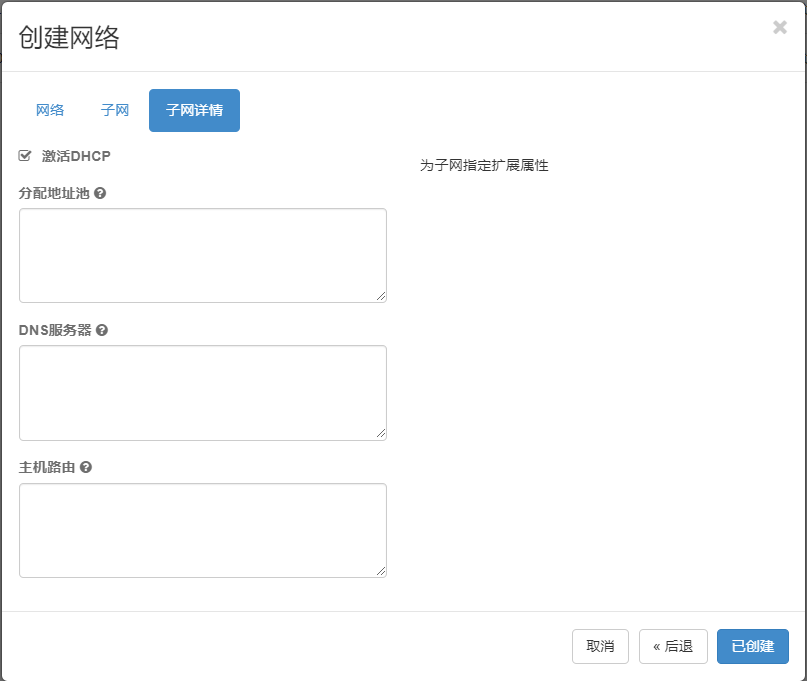 创建网络
网络 子网 子网详情
激活DHCP
为子网指定扩展属性
分配地址池
DNS服务器
主机路由
取消 « 后退 已创建